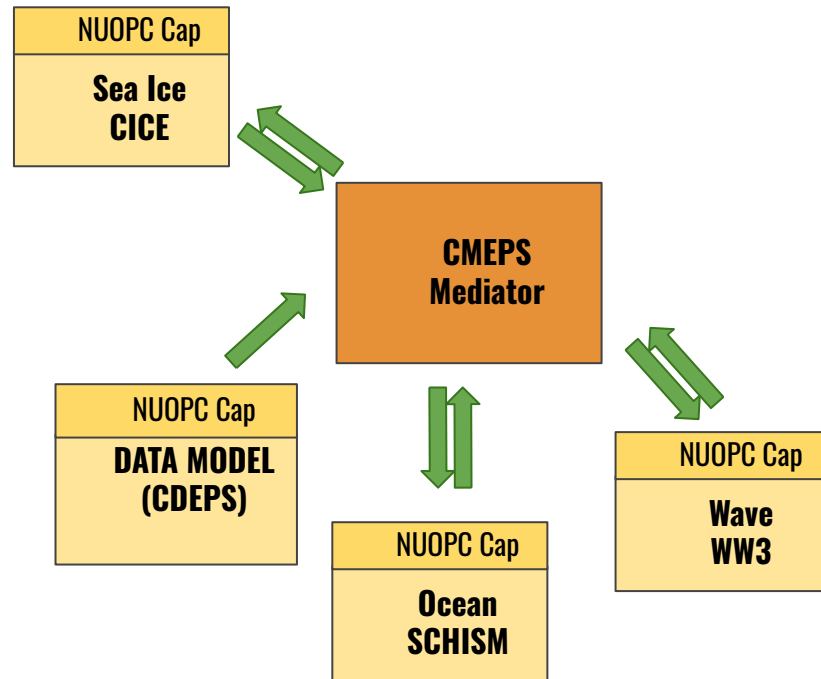 NUOPC Cap
Sea Ice
CICE
CMEPS
Mediator
NUOPC Cap
DATA MODEL
(CDEPS)
NUOPC Cap
Wave
WW3
NUOPC Cap
Ocean
SCHISM